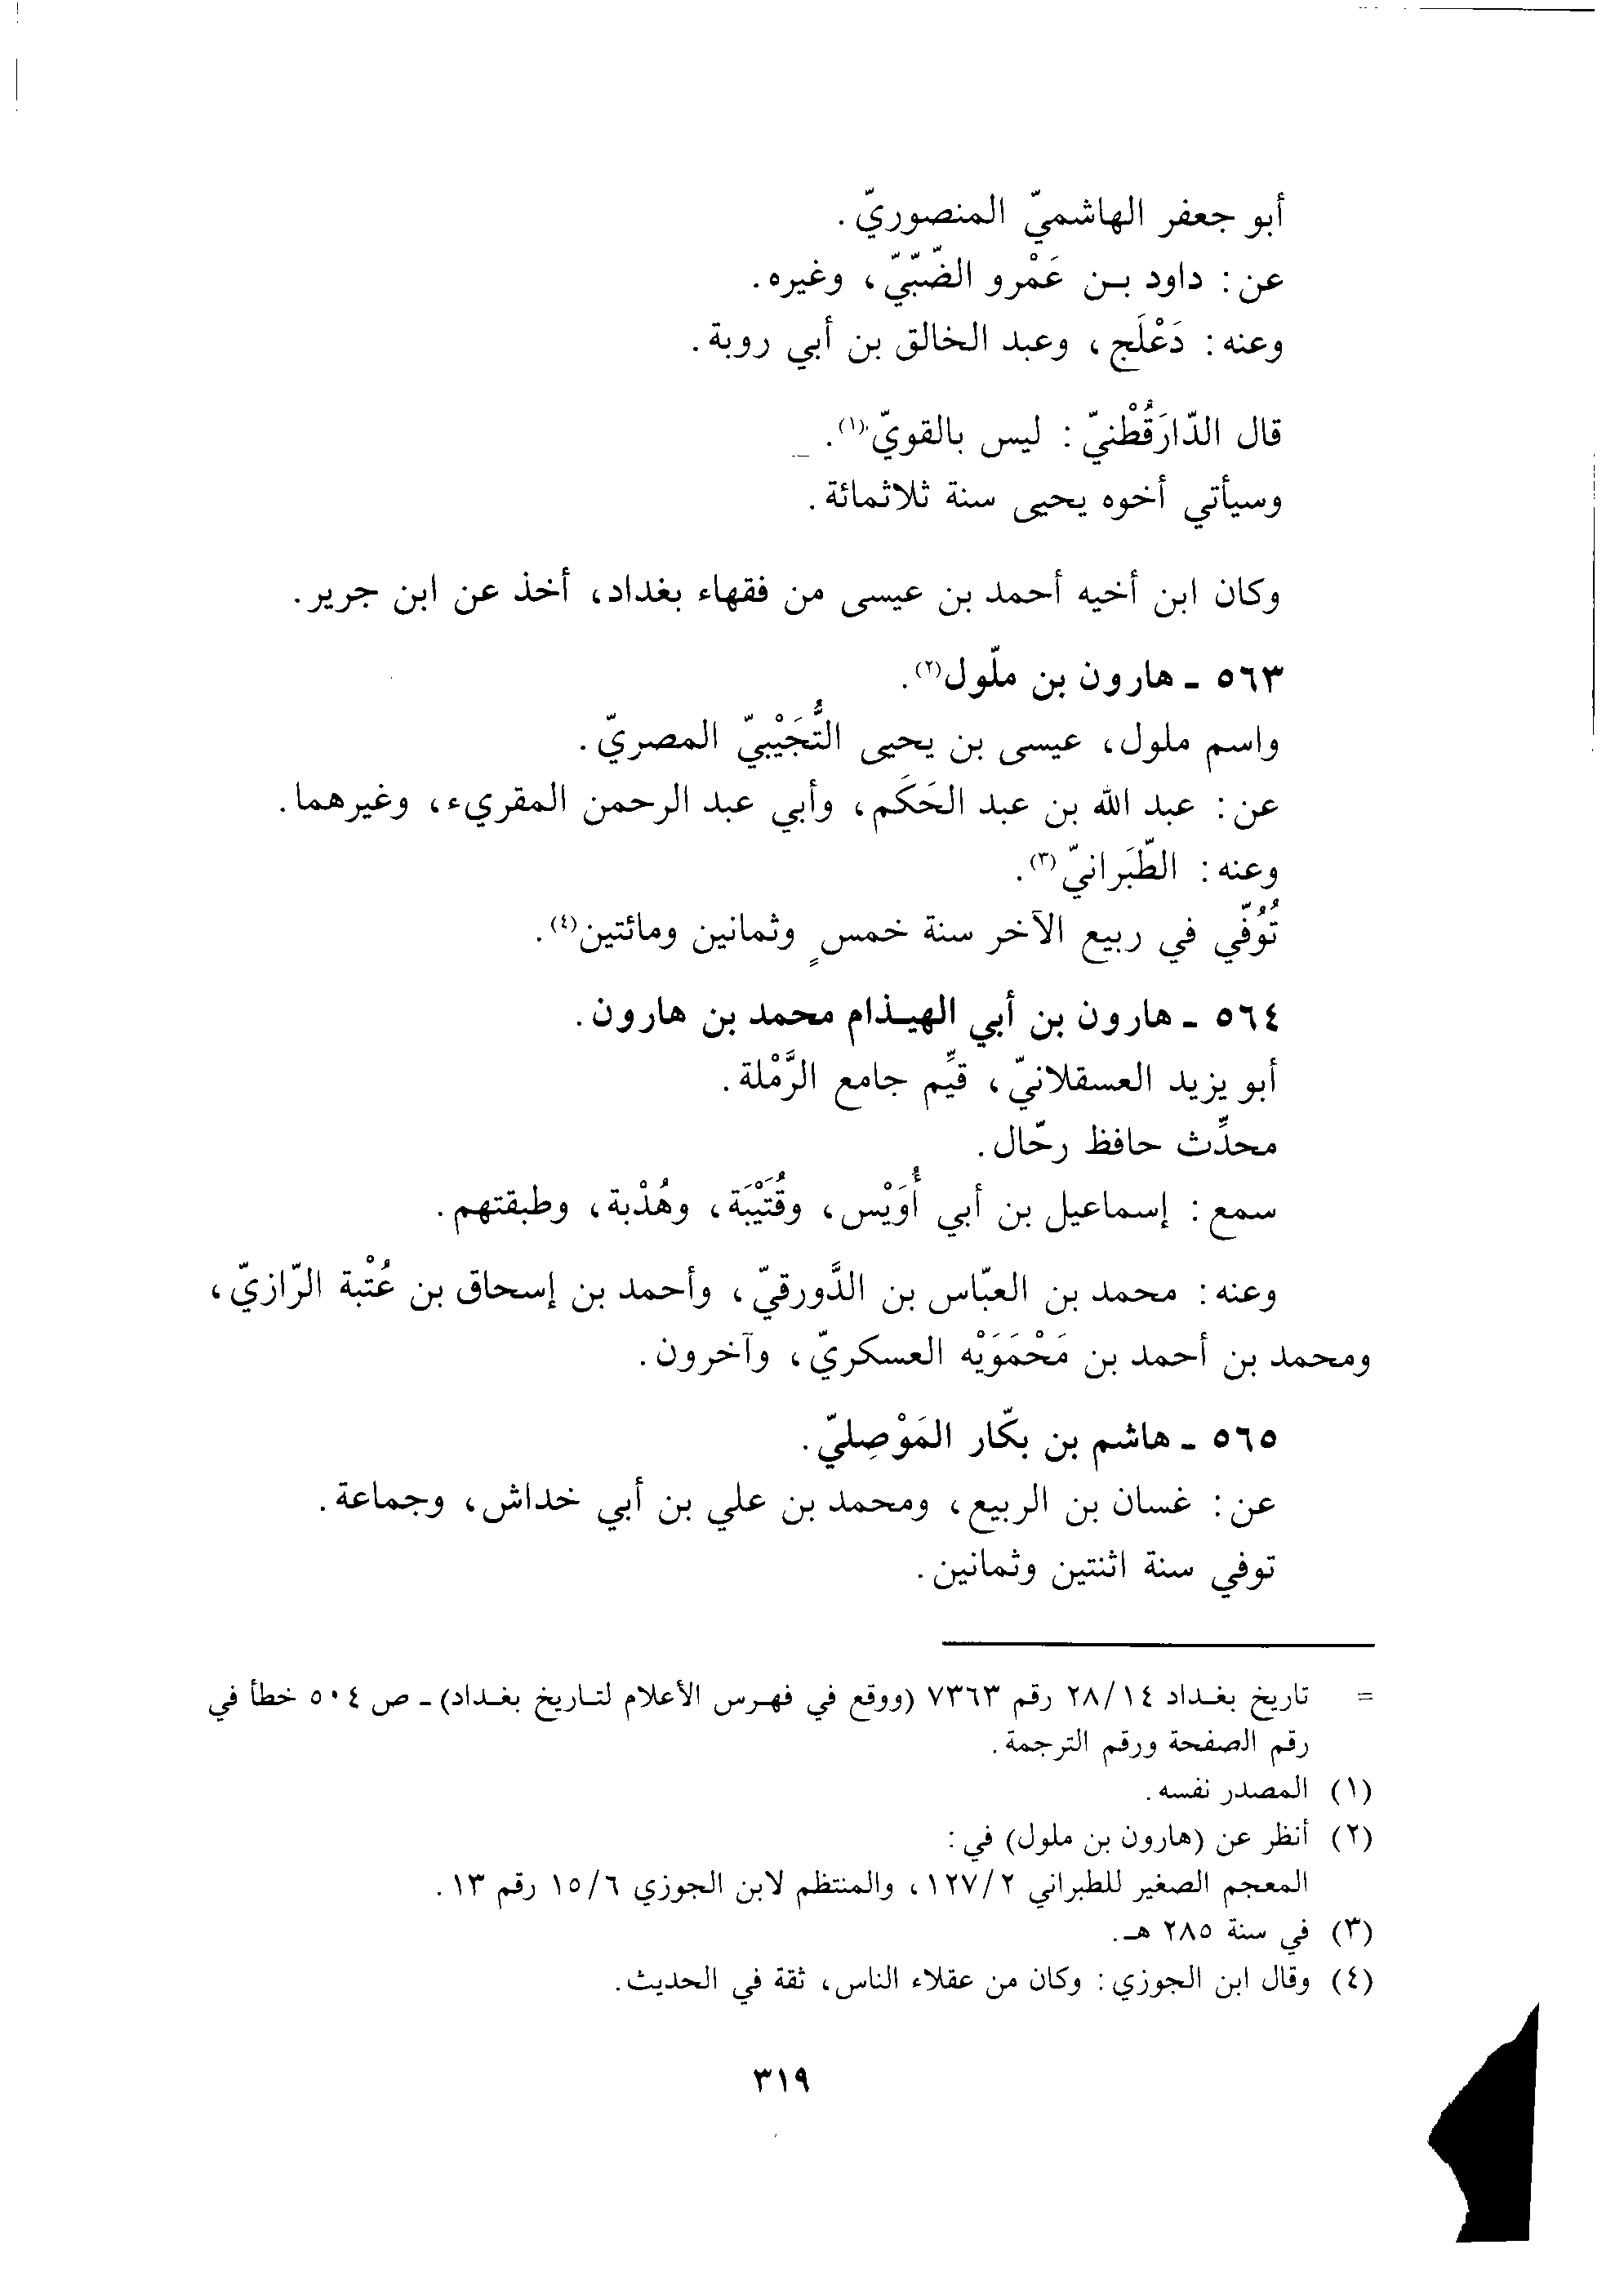 أبو جعفر الهاشميّ المنصوريّ.
عن: داود بـن عَمْرو الضّبّيّ، وغيره.
وعنه: دَعْلَج، وعبد الخالق بن أبي روبة.
قال الدّارَقُطْنيّ: ليس بالقويّ(١).
وسيأتي أخوه يحيى سنة ثلاثمائة.
وكان ابن أخيه أحمد بن عيسى من فقهاء بغداد، أخذ عن ابن جرير.
٥٦٣ ـ هارون بن ملّول(٢).
واسم ملول، عيسى بن يحيى التُّجَيْبيّ المصريّ.
عن: عبد الله بن عبد الحَكَم، وأبي عبد الرحمن المقريء، وغيرهما.
وعنه: الطّبَرانيّ(٣).
تُوُفّي في ربيع الآخر سنة خمسٍ وثمانين ومائتين(٤).
٥٦٤ ـ هارون بن أبي الهيـذام محمد بن هارون.
أبو يزيد العسقلانيّ، قيِّم جامع الرَّمْلة.
محدِّث حافظ رحّال.
سمع: إسماعيل بن أبي أُوَيْس، وقُتَيْبَة، وهُدْبة، وطبقتهم.
وعنه: محمد بن العبّاس بن الدَّورقيّ، وأحمد بن إسحاق بن عُتْبة الرّازيّ،
ومحمد بن أحمد بن مَحْمَوَيْه العسكريّ، وآخرون.
٥٦٥ ـ هاشم بن بكّار المَوْصِليّ.
عن: غسان بن الربيع، ومحمد بن علي بن أبي خداش، وجماعة.
توفي سنة اثنتين وثمانين.
= تاريخ بغـداد ٢٨/١٤ رقم ٧٣٦٣ (ووقع في فهـرس الأعلام لتـاريخ بغـداد) ـ ص ٥٠٤ خطأ في
رقم الصفحة ورقم الترجمة.
(١) المصدر نفسه.
(٢) أنظر عن (هارون بن ملول) في:
المعجم الصغير للطبراني ١٢٧/٢، والمنتظم لابن الجوزي ١٥/٦ رقم ١٣.
(٣) في سنة ٢٨٥ هـ.
(٤) وقال ابن الجوزي: وكان من عقلاء الناس، ثقة في الحديث.
٣١٩